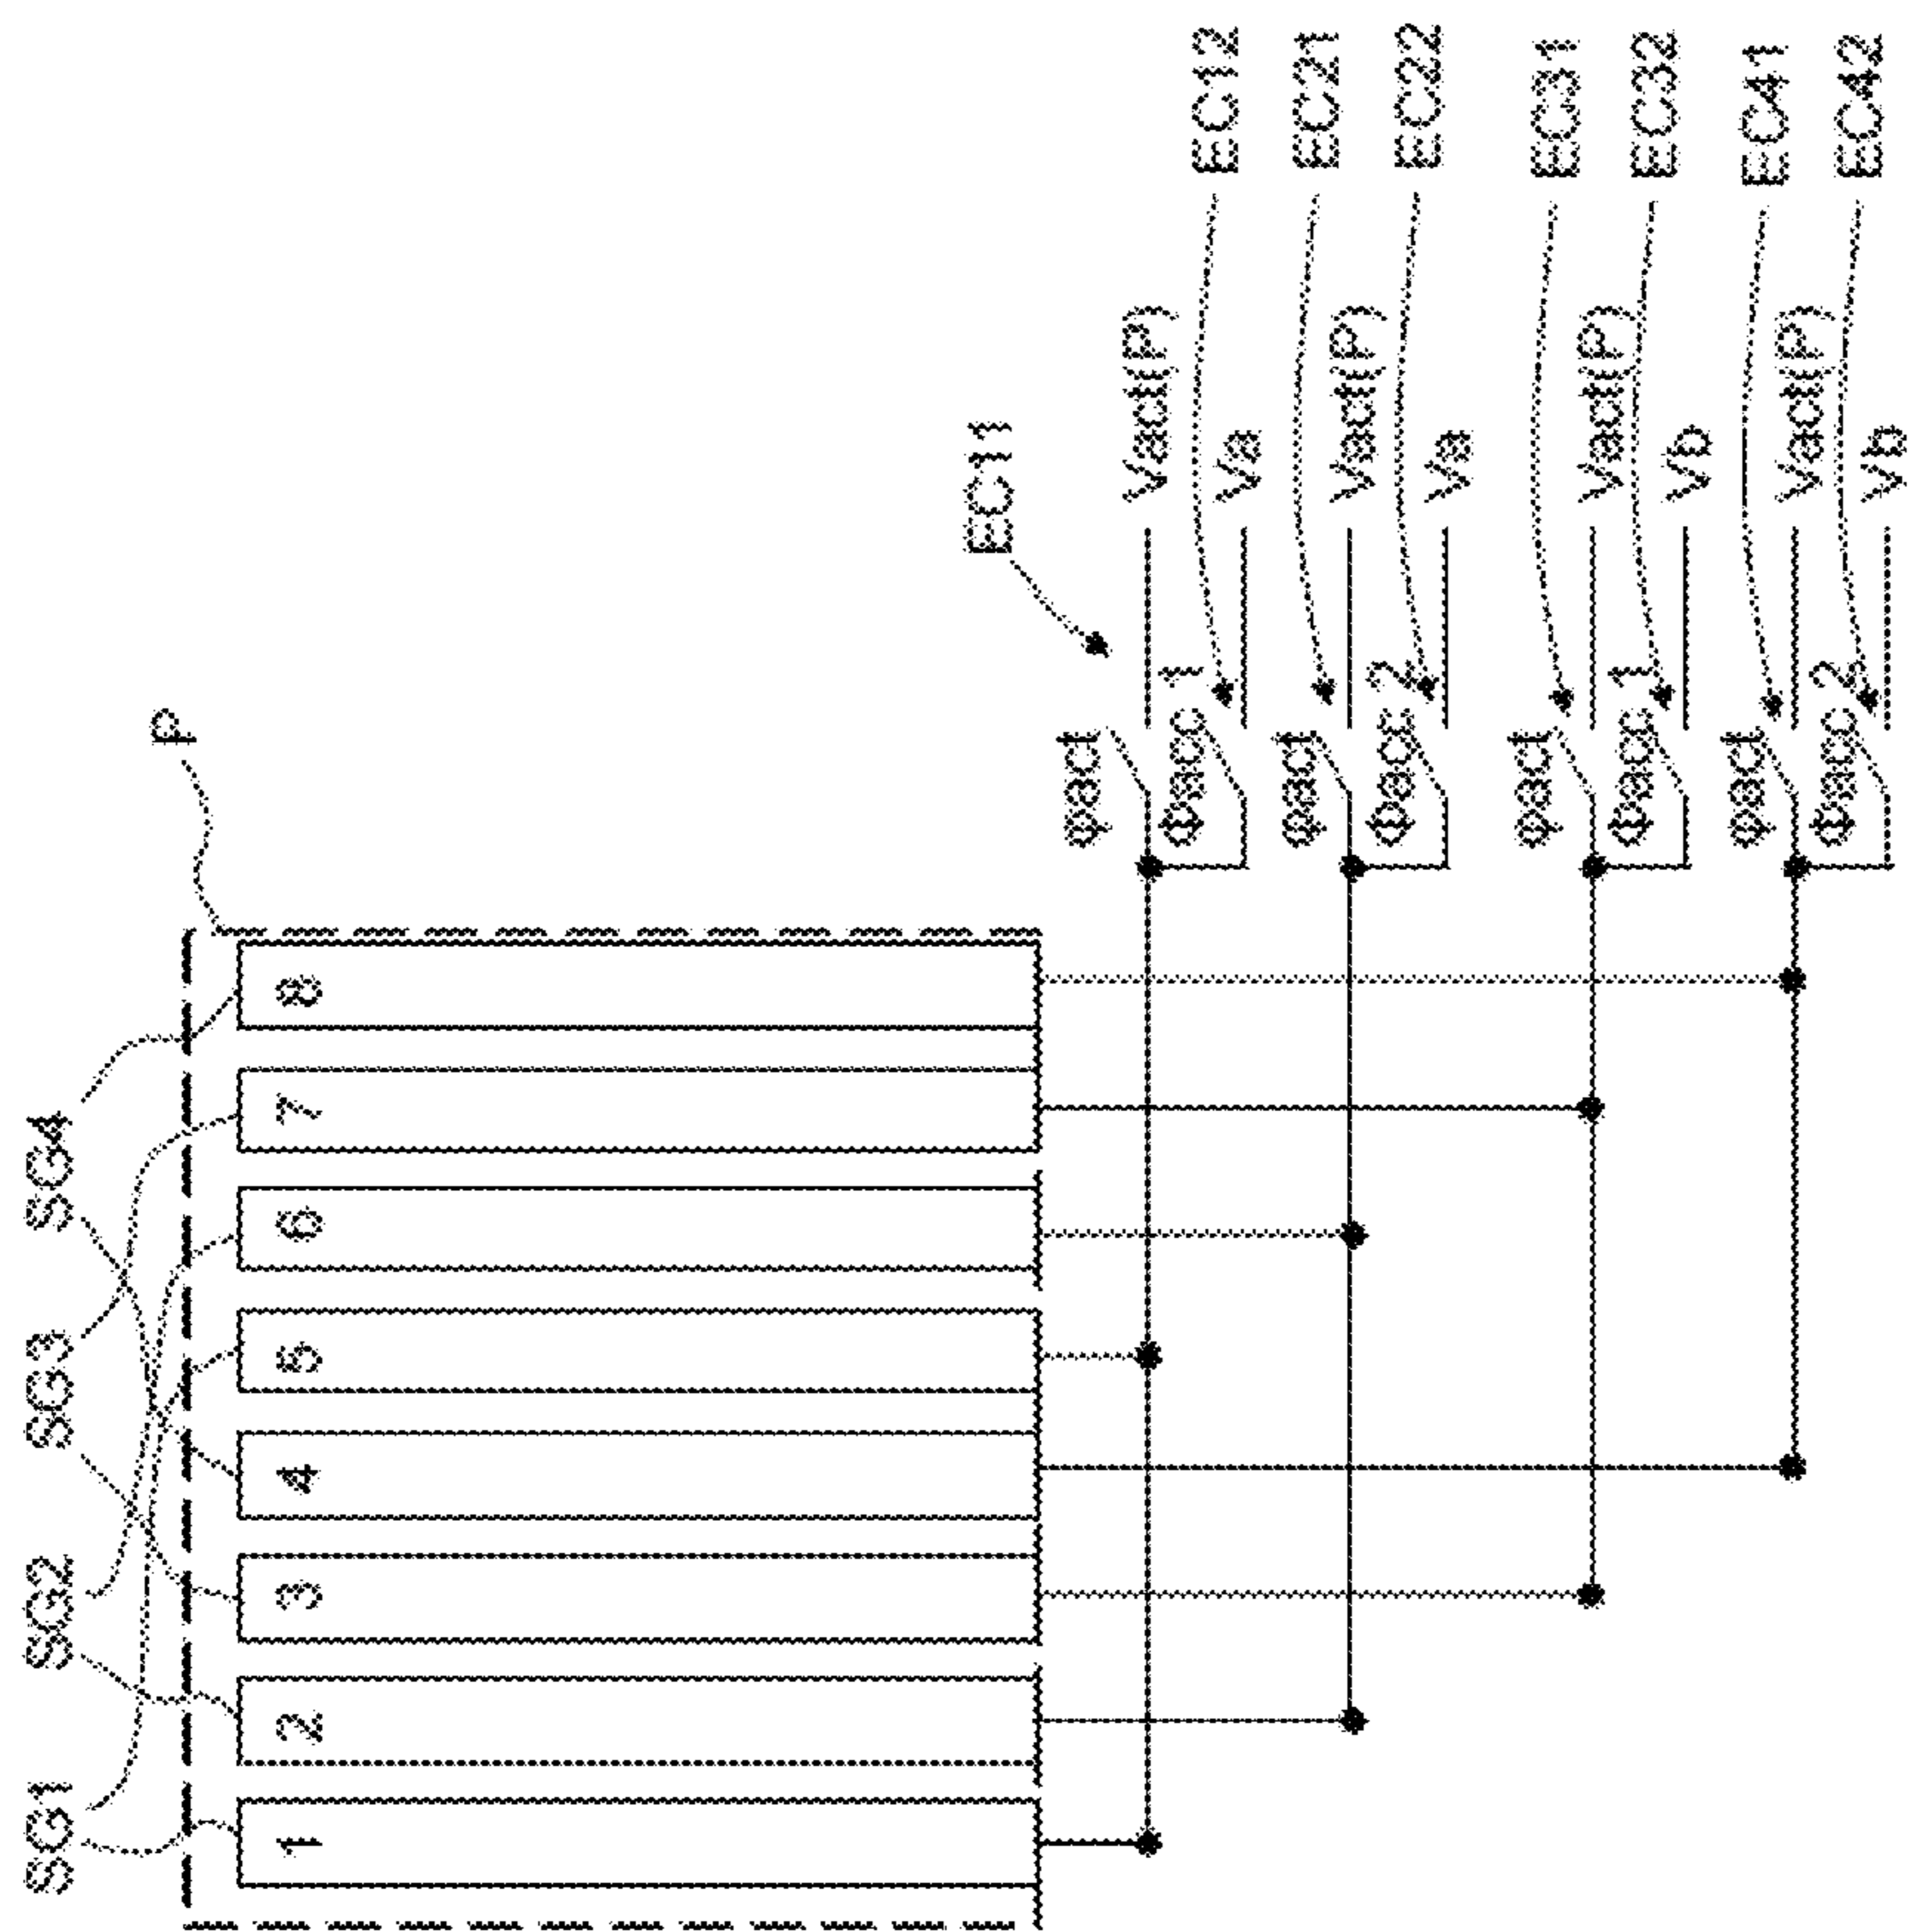 SG1 SG2 SG3 SG4
P
1 2 3 4 5 6 7 8
EC11
φact Vact(P)
Φacc 1 Va EC12
φact Vact(P) EC21
Φacc 2 Va EC22
φact Vact(P) EC31
Φacc 1 Vb EC32
φact Vact(P) EC41
Φacc 2 Vb EC42